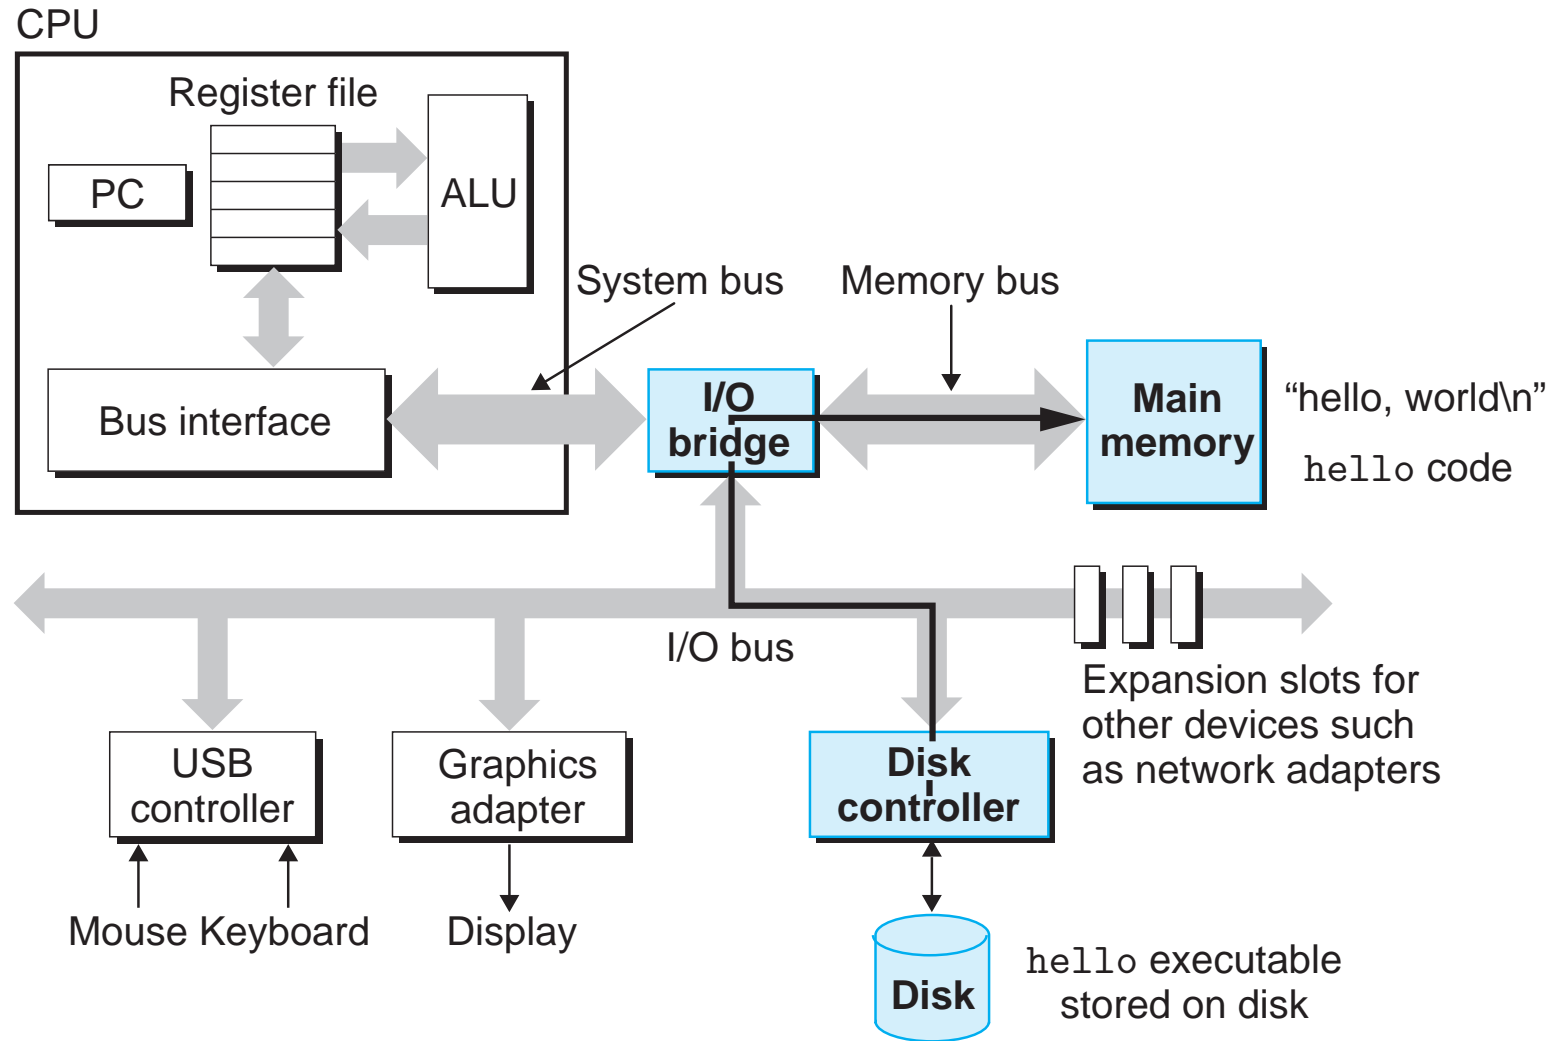 CPU
Register file
PC
ALU
System bus
Memory bus
Bus interface
I/O
bridge
Main
memory
“hello, world\n”
hello code
I/O bus
Expansion slots for
other devices such
as network adapters
USB
controller
Graphics
adapter
Disk
controller
Mouse Keyboard
Display
Disk
hello executable
stored on disk